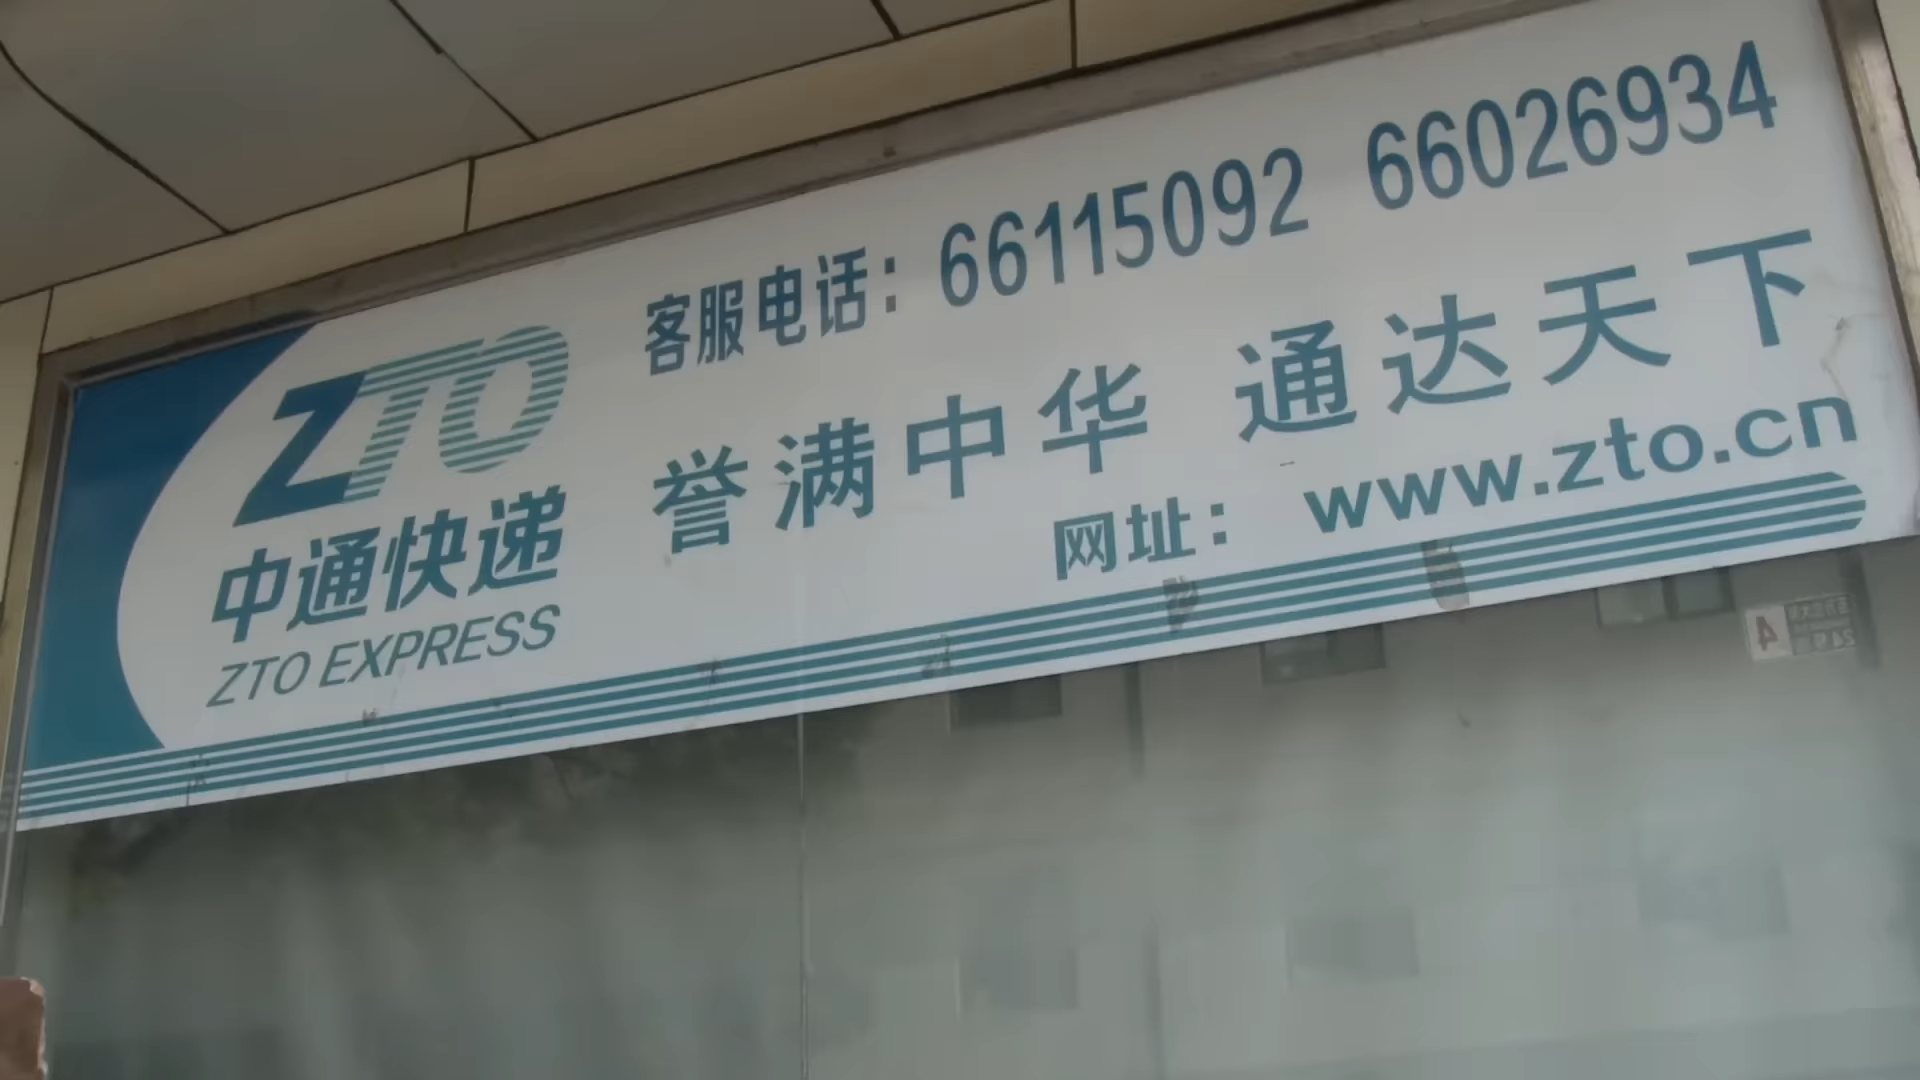 ZTO
中通快递
ZTO EXPRESS
客服电话：66115092 66026934
誉满中华 通达天下
网址：www.zto.cn